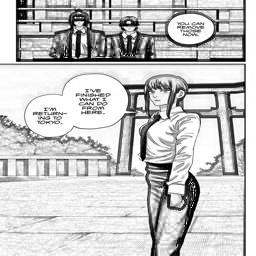 YOU CAN
REMOVE
THOSE
NOW.
I'VE
FINISHED
WHAT I
CAN DO
FROM
HERE.
I'M
RETURN-
ING TO
TOKYO.